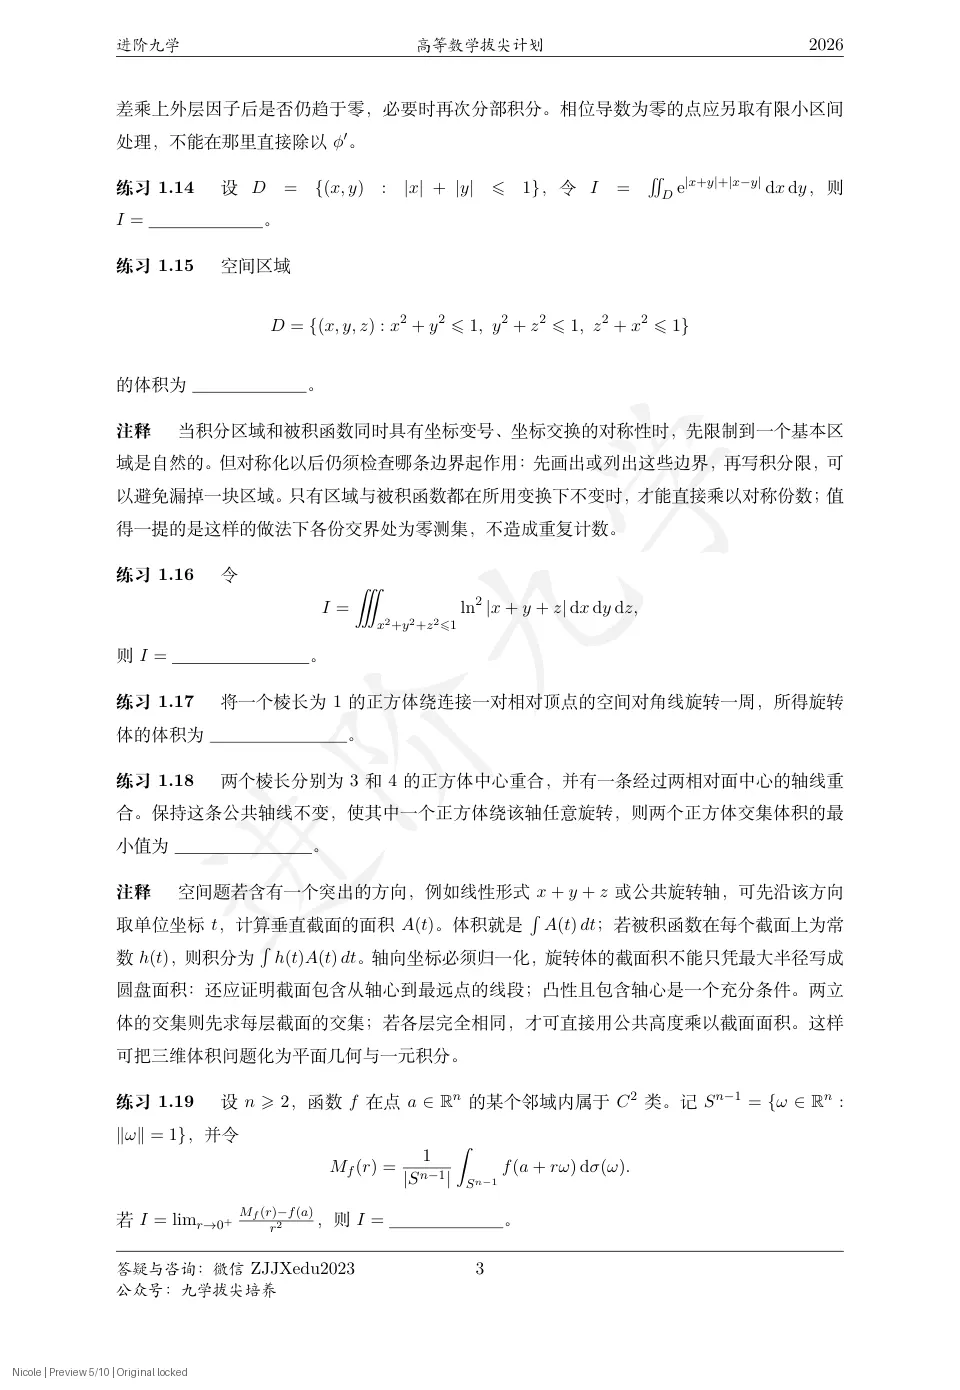 进阶九学 高等数学拔尖计划 2026
差乘上外层因子后是否仍趋于零，必要时再次分部积分。相位导数为零的点应另取有限小区间
处理，不能在那里直接除以 ϕ′。
练习 1.14 设 D = {(x, y) : |x| + |y| ⩽ 1}，令 I = ∬_D e^{|x+y|+|x−y|} dx dy，则
I = ____________。
练习 1.15 空间区域
D = {(x, y, z) : x² + y² ⩽ 1, y² + z² ⩽ 1, z² + x² ⩽ 1}
的体积为 ____________。
注释 当积分区域和被积函数同时具有坐标变号、坐标交换的对称性时，先限制到一个基本区
域是自然的。但对称化以后仍须检查哪条边界起作用：先画出或列出这些边界，再写积分限，可
以避免漏掉一块区域。只有区域与被积函数都在所用变换下不变时，才能直接乘以对称份数；值
得一提的是这样的做法下各份交界处为零测集，不造成重复计数。
练习 1.16 令
I = ∭_{x²+y²+z²⩽1} ln² |x + y + z| dx dy dz,
则 I = ______________。
练习 1.17 将一个棱长为 1 的正方体绕连接一对相对顶点的空间对角线旋转一周，所得旋转
体的体积为 ______________。
练习 1.18 两个棱长分别为 3 和 4 的正方体中心重合，并有一条经过两相对面中心的轴线重
合。保持这条公共轴线不变，使其中一个正方体绕该轴任意旋转，则两个正方体交集体积的最
小值为 ______________。
注释 空间题若含有一个突出的方向，例如线性形式 x + y + z 或公共旋转轴，可先沿该方向
取单位坐标 t，计算垂直截面的面积 A(t)。体积就是 ∫ A(t) dt；若被积函数在每个截面上为常
数 h(t)，则积分为 ∫ h(t)A(t) dt。轴向坐标必须归一化，旋转体的截面积不能只凭最大半径写成
圆盘面积：还应证明截面包含从轴心到最远点的线段；凸性且包含轴心是一个充分条件。两立
体的交集则先求每层截面的交集；若各层完全相同，才可直接用公共高度乘以截面面积。这样
可把三维体积问题化为平面几何与一元积分。
练习 1.19 设 n ⩾ 2，函数 f 在点 a ∈ ℝⁿ 的某个邻域内属于 C² 类。记 Sⁿ⁻¹ = {ω ∈ ℝⁿ :
‖ω‖ = 1}，并令
M_f(r) = 1/|Sⁿ⁻¹| ∫_{Sⁿ⁻¹} f(a + rω) dσ(ω).
若 I = lim_{r→0⁺} (M_f(r)−f(a))/r²，则 I = ____________。
答疑与咨询：微信 ZJJXedu2023 3
公众号：九学拔尖培养
进阶九学
Nicole | Preview 5/10 | Original locked